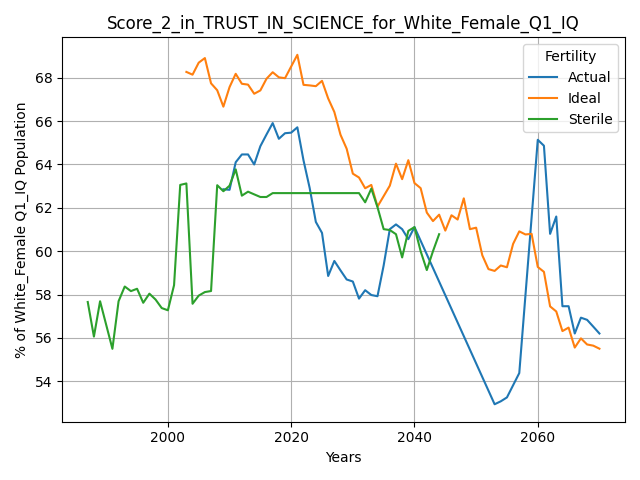 Score_2_in_TRUST_IN_SCIENCE_for_White_Female_Q1_IQ
Fertility
Actual
Ideal
Sterile
% of White_Female Q1_IQ Population
68
66
64
62
60
58
56
54
2000
2020
2040
2060
Years